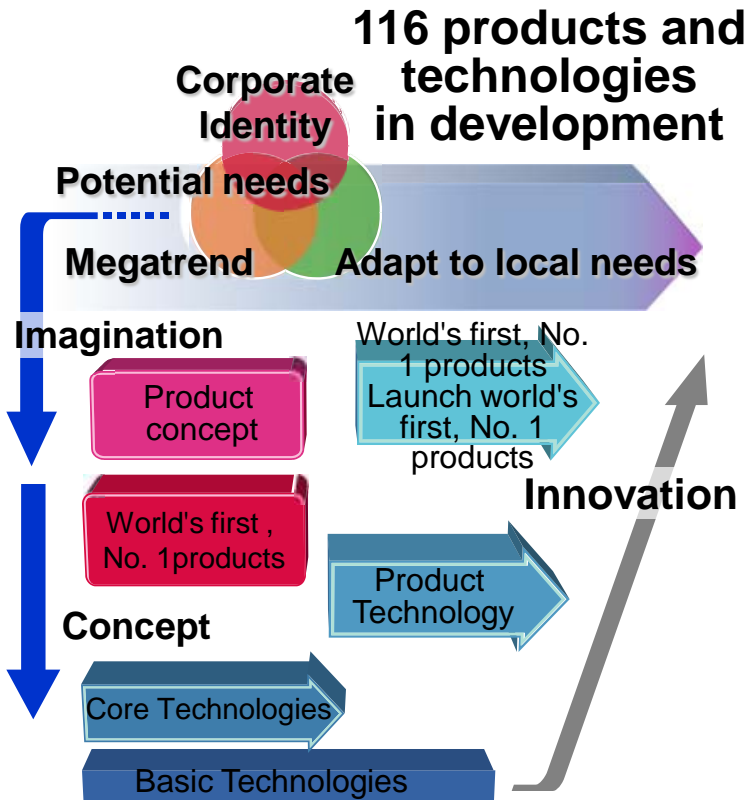 116 products and
technologies
in development
Corporate
Identity
Potential needs
Megatrend
Adapt to local needs
Imagination
World's first, No.
1 products
Launch world's
first, No. 1
products
Product
concept
Innovation
World's first ,
No. 1products
Product
Technology
Concept
Core Technologies
Basic Technologies